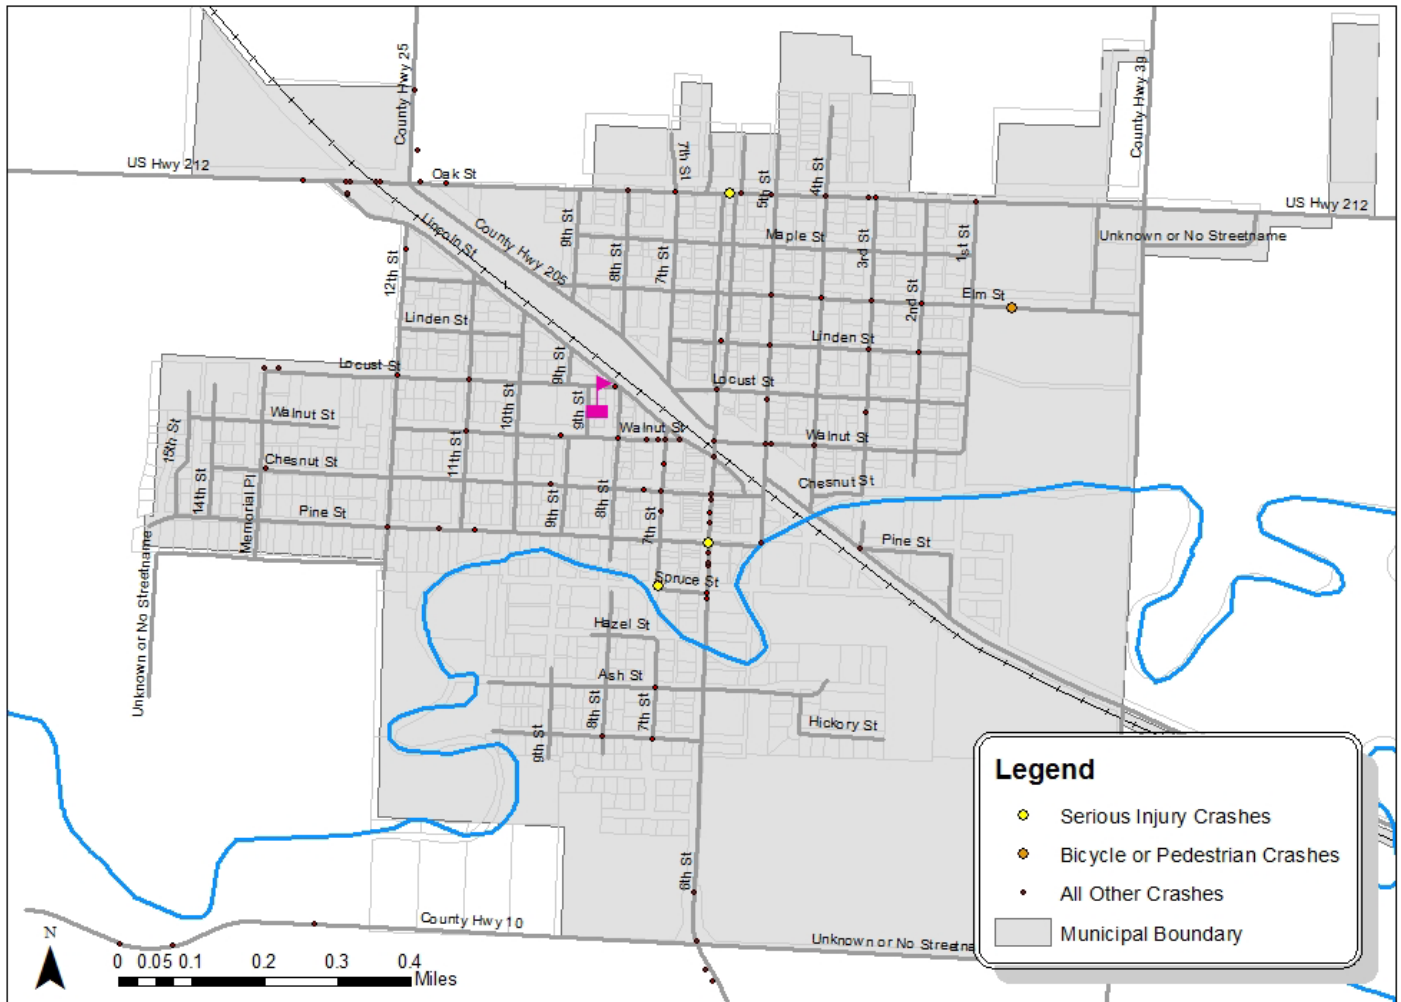 County Hwy 25
County Hwy 39
US Hwy 212
Oak St
7th St
5th St
4th St
US Hwy 212
Lincoln St
County Hwy 205
9th St
8th St
7th St
Maple St
3rd St
1st St
Unknown or No Streetname
12th St
2nd St
Elm St
Linden St
Linden St
Locust St
9th St
Locust St
10th St
9th St
15th St
Walnut St
11th St
Walnut St
Walnut St
14th St
Chesnut St
Chesnut St
Memorial Pl
Pine St
9th St
8th St
7th St
Pine St
Unknown or No Streetname
Spruce St
Hazel St
Ash St
9th St
8th St
7th St
Hickory St
6th St
County Hwy 10
Unknown or No Streetna
N
0 0.05 0.1 0.2 0.3 0.4
Miles
Legend
Serious Injury Crashes
Bicycle or Pedestrian Crashes
All Other Crashes
Municipal Boundary